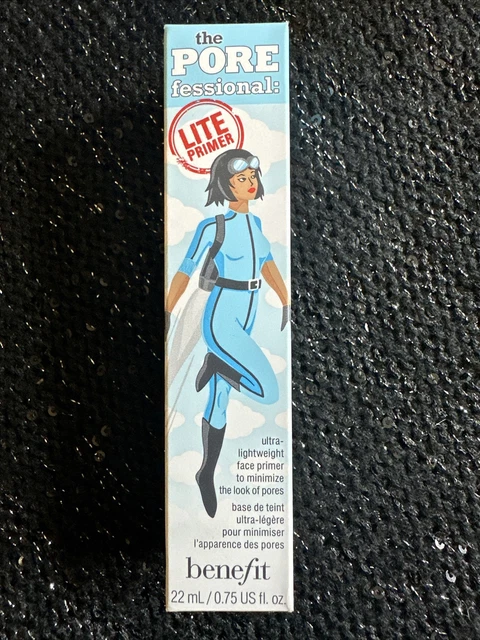 the
PORE
fessional:
LITE
PRIMER
ultra-
lightweight
face primer
to minimize
the look of pores
base de teint
ultra-légère
pour minimiser
l'apparence des pores
benefit
22 mL / 0.75 US fl. oz.